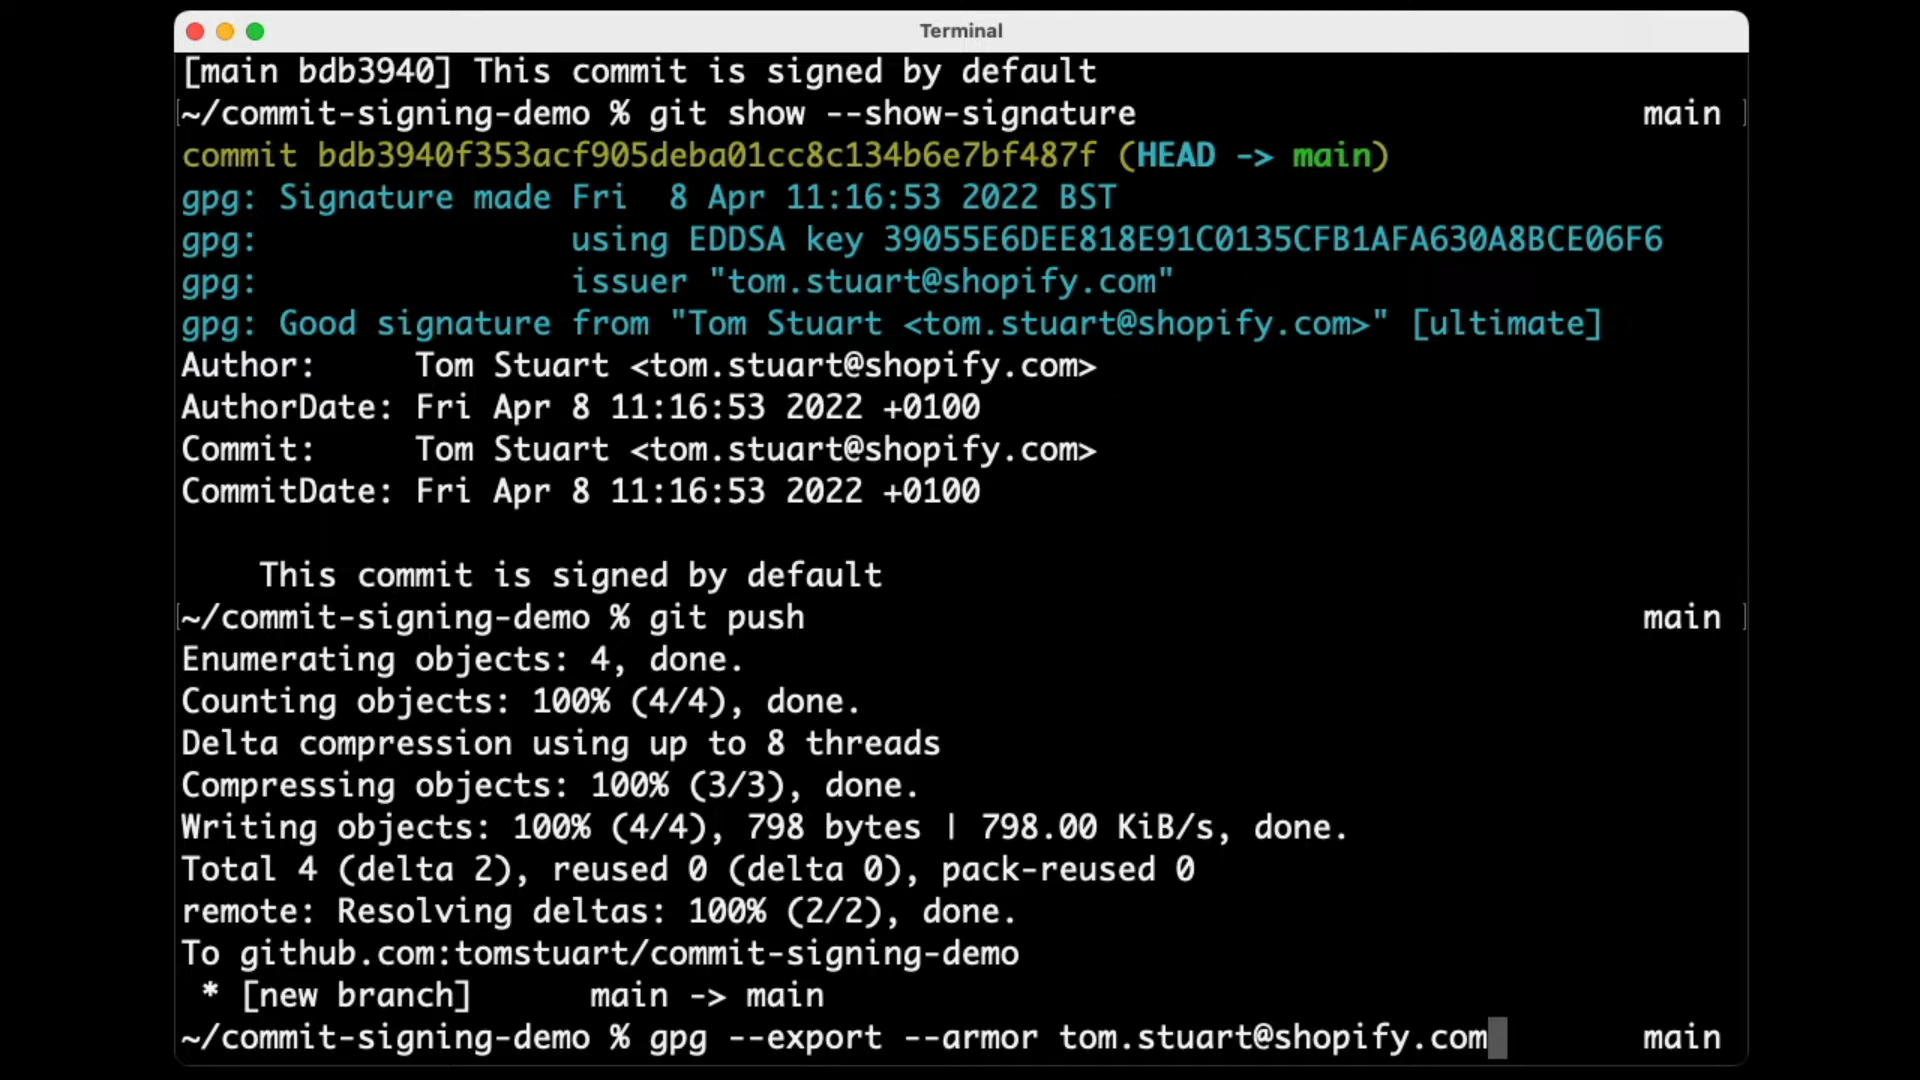 Terminal
[main bdb3940] This commit is signed by default
~/commit-signing-demo % git show --show-signature main
commit bdb3940f353acf905deba01cc8c134b6e7bf487f (HEAD -> main)
gpg: Signature made Fri  8 Apr 11:16:53 2022 BST
gpg:                using EDDSA key 39055E6DEE818E91C0135CFB1AFA630A8BCE06F6
gpg:                issuer "tom.stuart@shopify.com"
gpg: Good signature from "Tom Stuart <tom.stuart@shopify.com>" [ultimate]
Author:     Tom Stuart <tom.stuart@shopify.com>
AuthorDate: Fri Apr 8 11:16:53 2022 +0100
Commit:     Tom Stuart <tom.stuart@shopify.com>
CommitDate: Fri Apr 8 11:16:53 2022 +0100
    This commit is signed by default
~/commit-signing-demo % git push main
Enumerating objects: 4, done.
Counting objects: 100% (4/4), done.
Delta compression using up to 8 threads
Compressing objects: 100% (3/3), done.
Writing objects: 100% (4/4), 798 bytes | 798.00 KiB/s, done.
Total 4 (delta 2), reused 0 (delta 0), pack-reused 0
remote: Resolving deltas: 100% (2/2), done.
To github.com:tomstuart/commit-signing-demo
 * [new branch]      main -> main
~/commit-signing-demo % gpg --export --armor tom.stuart@shopify.com main